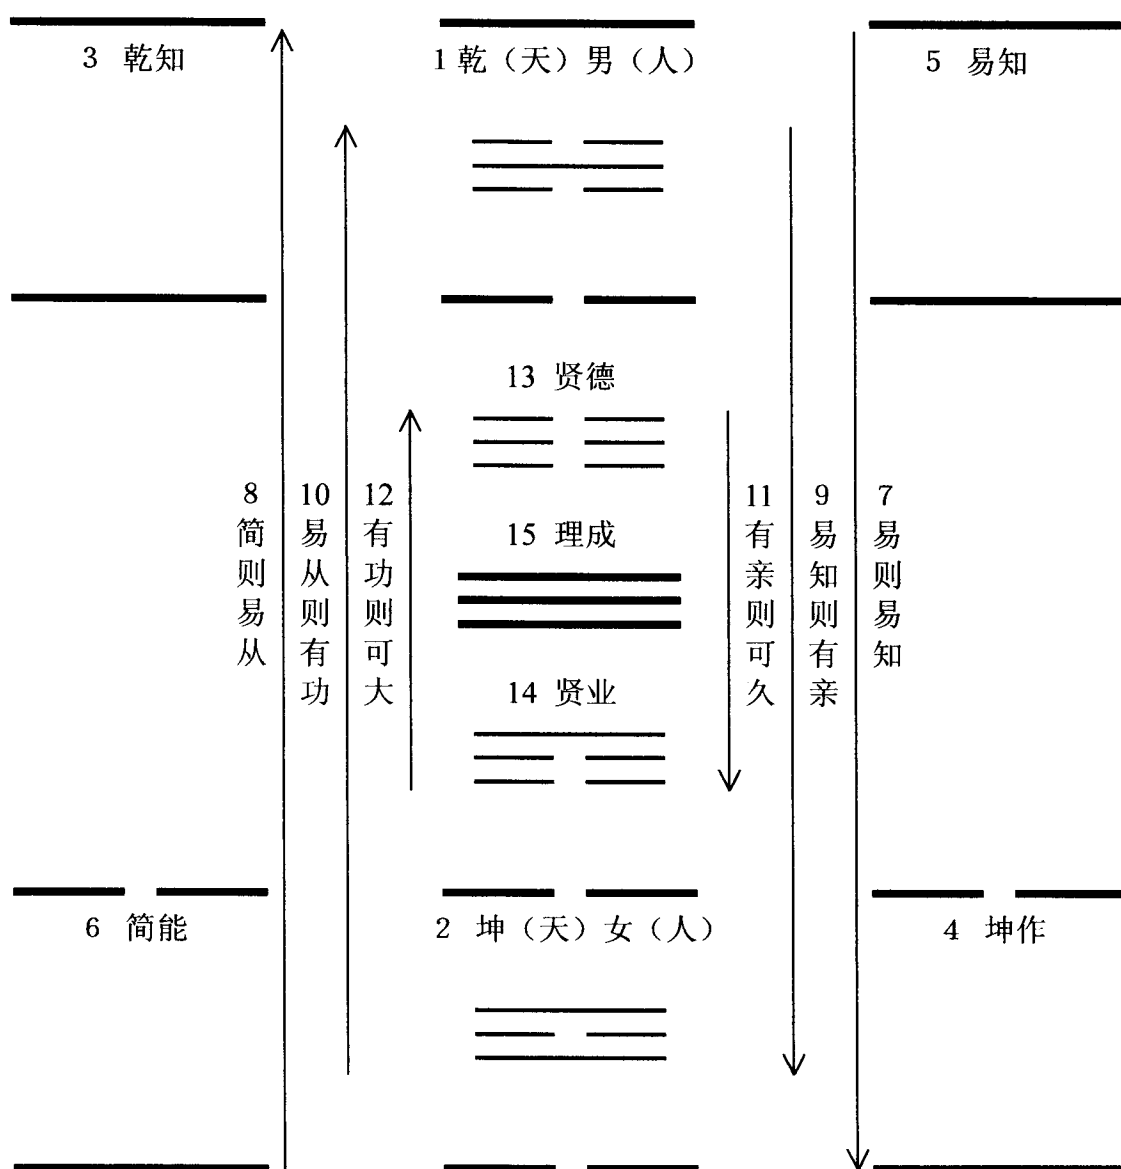 3 乾知
1 乾（天）男（人）
5 易知
13 贤德
8 简则易从
10 易从则有功
12 有功则可大
15 理成
11 有亲则可久
9 易知则有亲
7 易则易知
14 贤业
6 简能
2 坤（天）女（人）
4 坤作